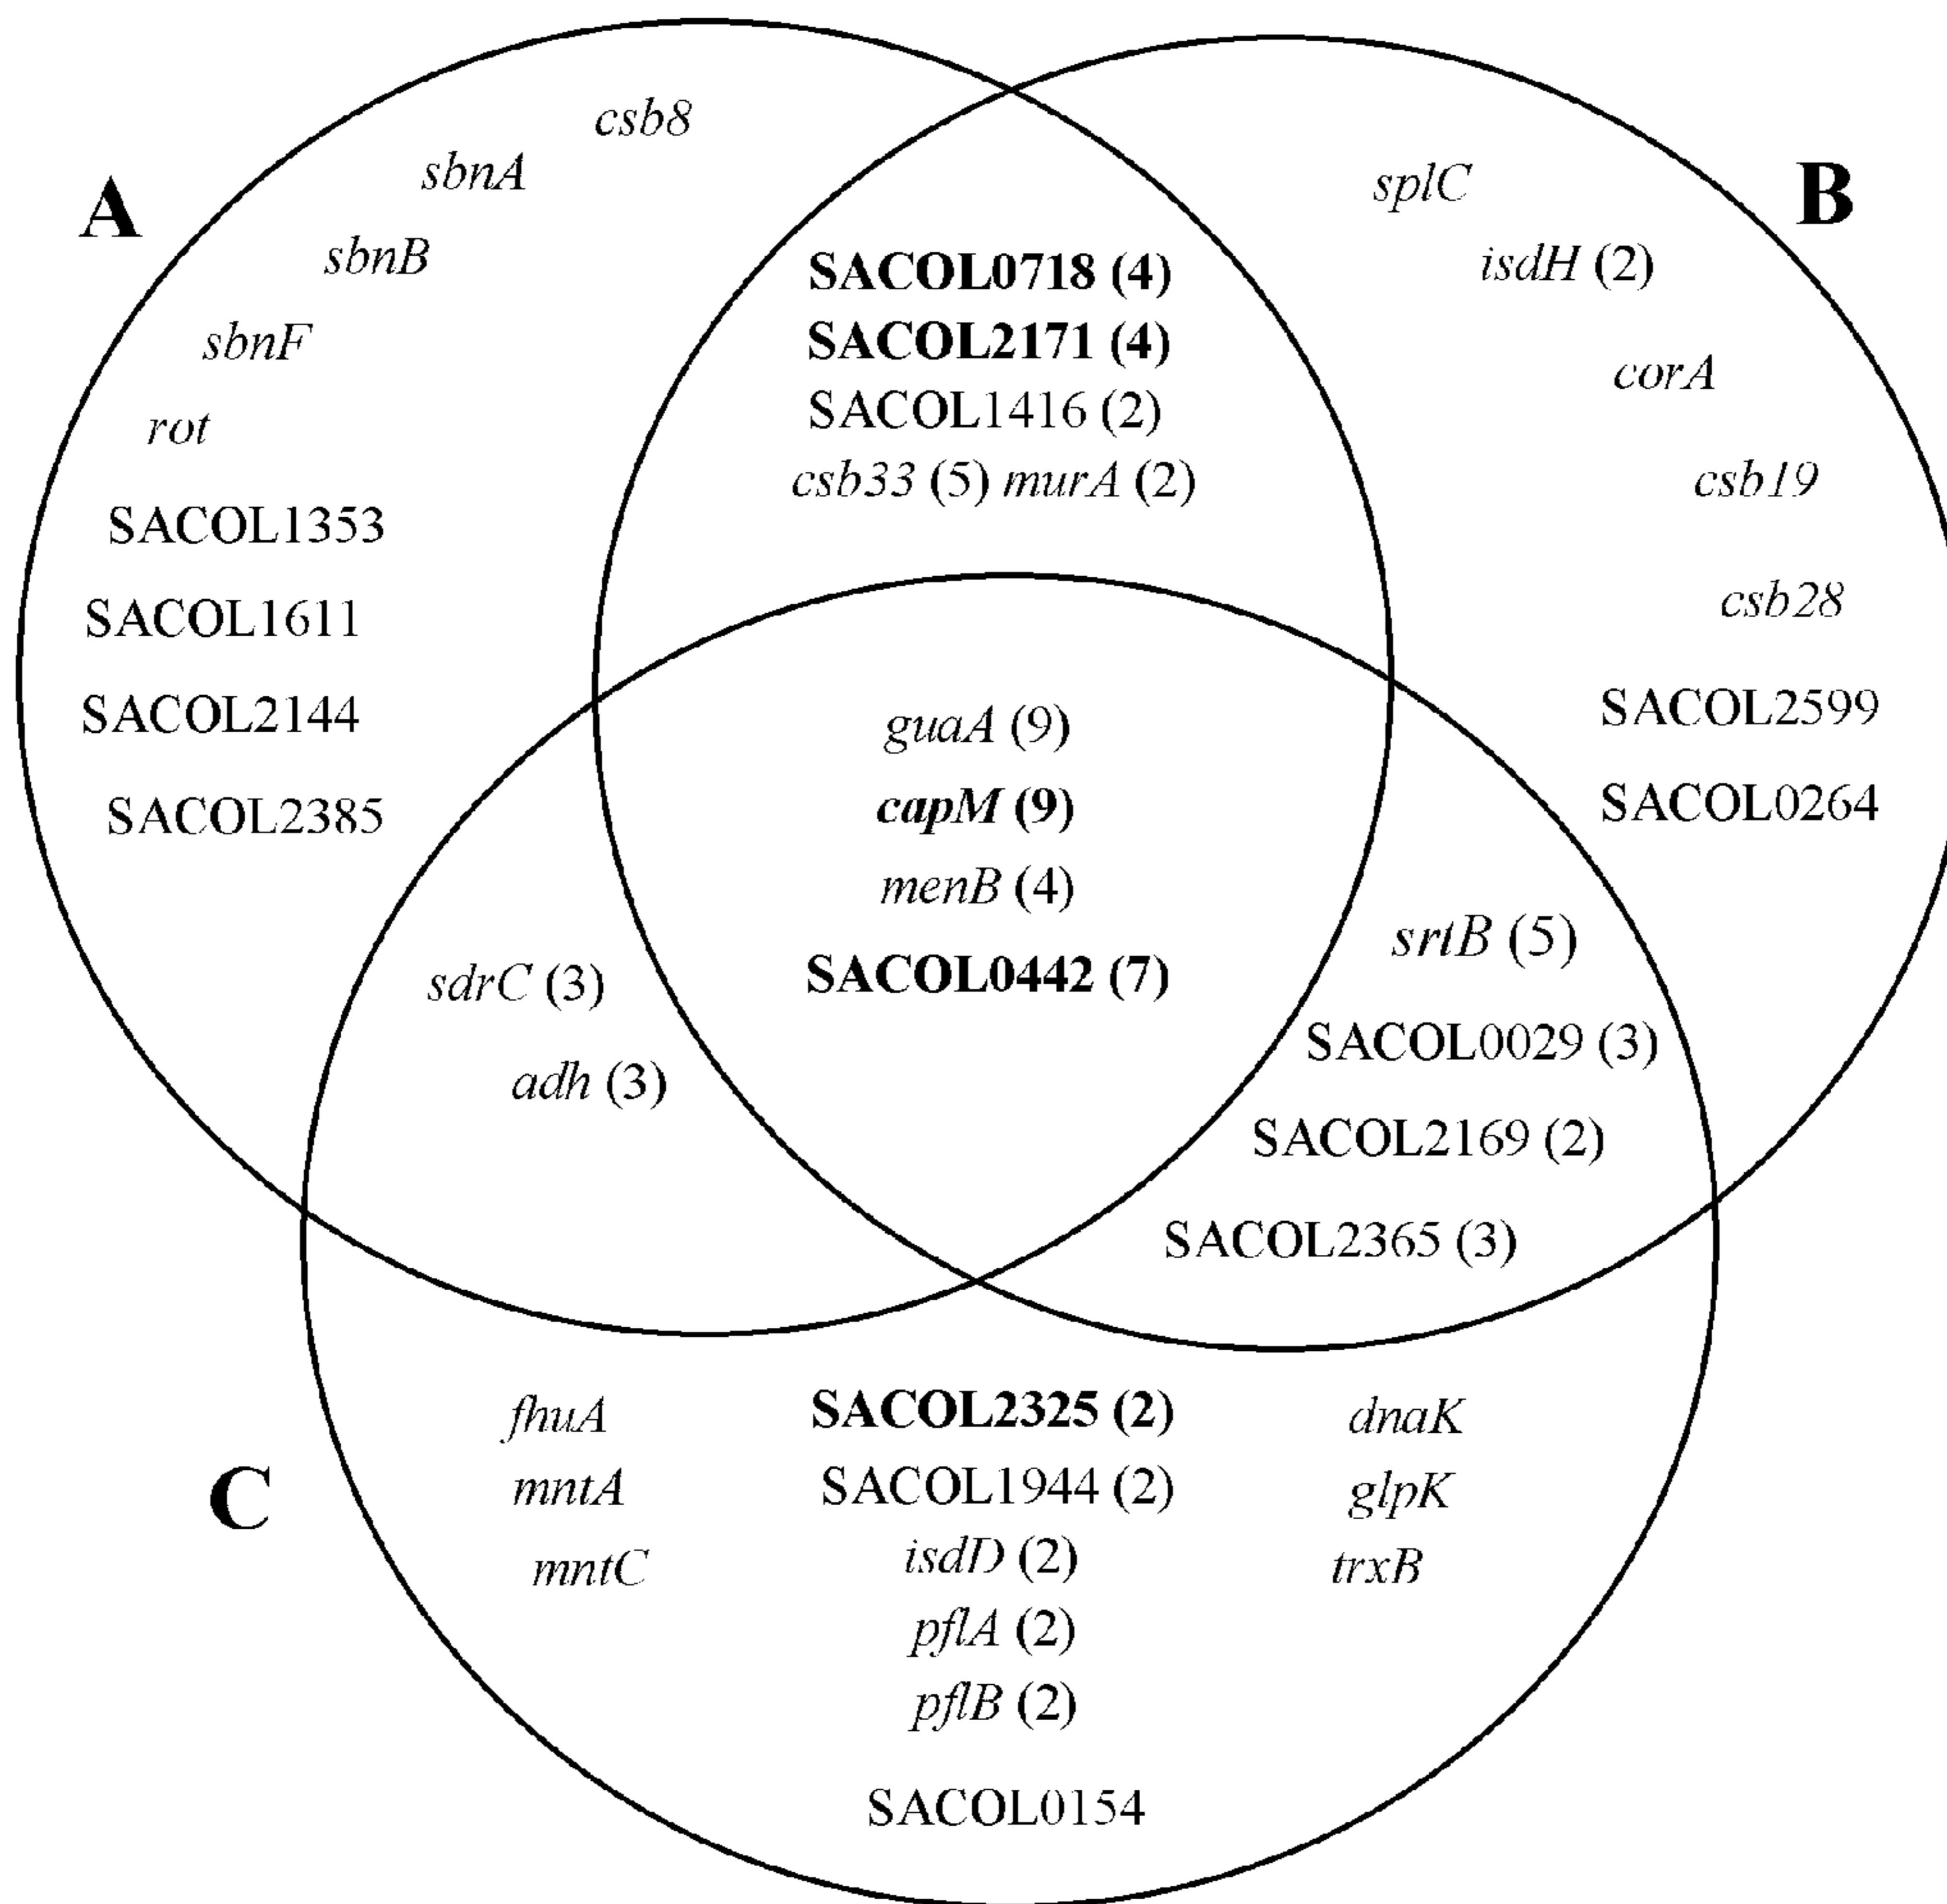 csb8
sbnA
A
sbnB
sbnF
rot
SACOL1353
SACOL1611
SACOL2144
SACOL2385
SACOL0718 (4)
SACOL2171 (4)
SACOL1416 (2)
csb33 (5) murA (2)
splC
B
isdH (2)
corA
csb19
csb28
SACOL2599
SACOL0264
guaA (9)
capM (9)
menB (4)
SACOL0442 (7)
sdrC (3)
adh (3)
srtB (5)
SACOL0029 (3)
SACOL2169 (2)
SACOL2365 (3)
C
fhuA
mntA
mntC
SACOL2325 (2)
SACOL1944 (2)
isdD (2)
pflA (2)
pflB (2)
SACOL0154
dnaK
glpK
trxB